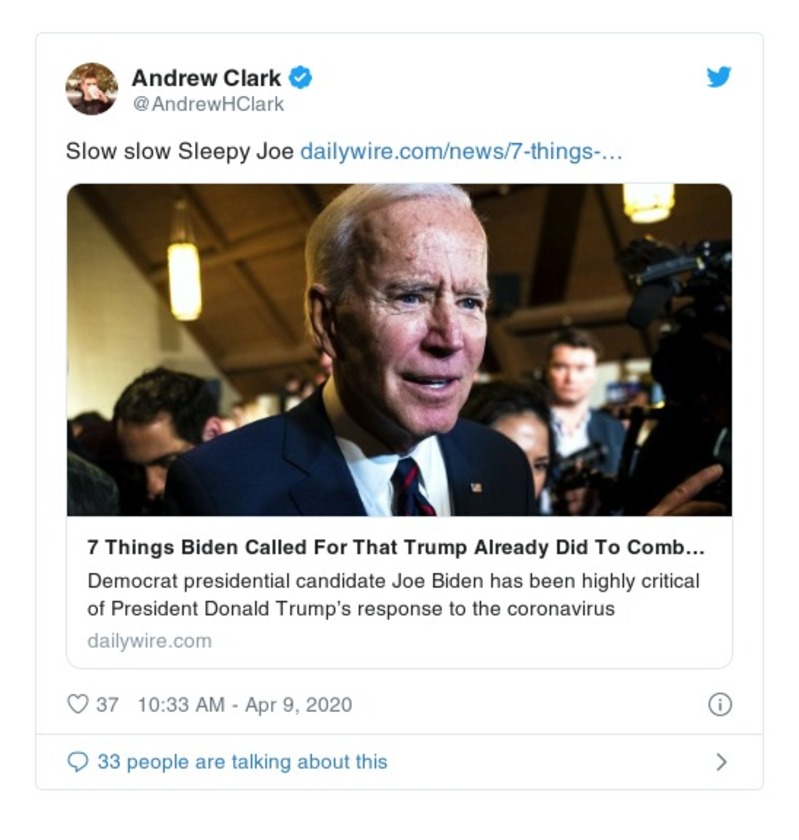 Andrew Clark
@AndrewHClark
Slow slow Sleepy Joe dailywire.com/news/7-things-…
7 Things Biden Called For That Trump Already Did To Comb…
Democrat presidential candidate Joe Biden has been highly critical
of President Donald Trump’s response to the coronavirus
dailywire.com
37 10:33 AM - Apr 9, 2020
33 people are talking about this